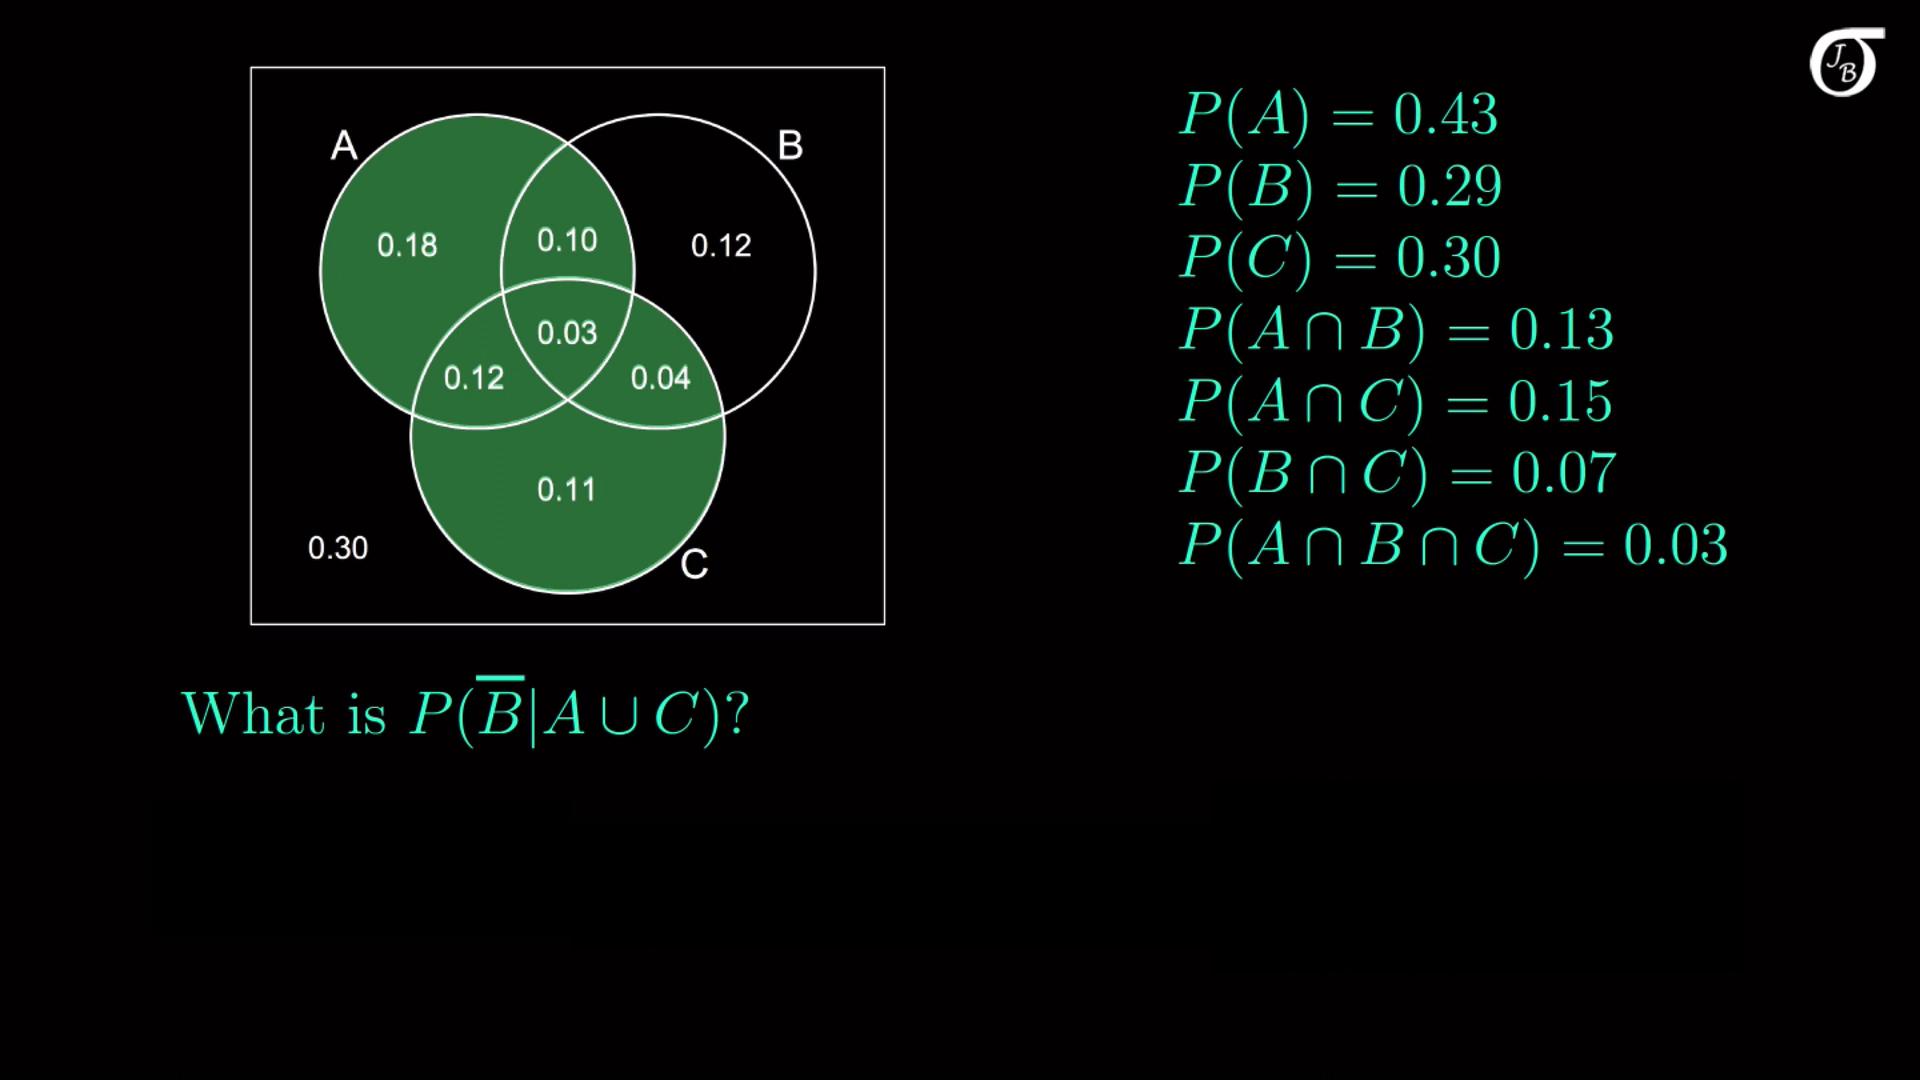 J B
A B
0.18 0.10 0.12
0.03
0.12 0.04
0.11
0.30
C
P(A) = 0.43
P(B) = 0.29
P(C) = 0.30
P(A ∩ B) = 0.13
P(A ∩ C) = 0.15
P(B ∩ C) = 0.07
P(A ∩ B ∩ C) = 0.03
What is P(B̅|A ∪ C)?